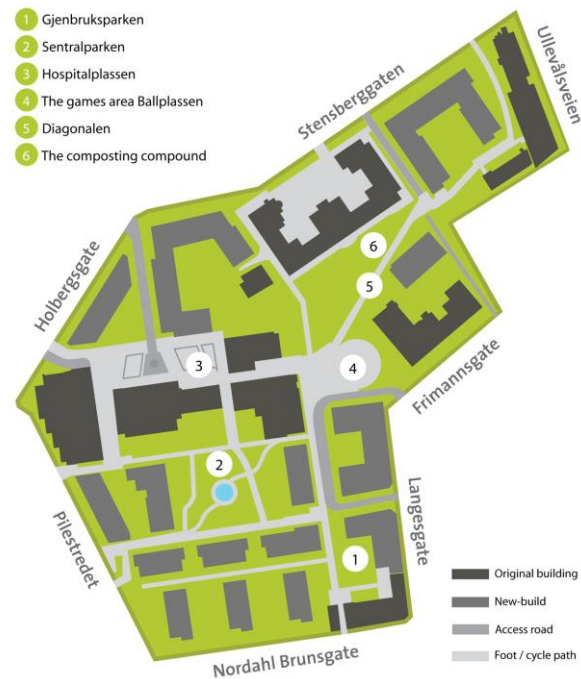 1 Gjenbruksparken
2 Sentralparken
3 Hospitalplassen
4 The games area Ballplassen
5 Diagonalen
6 The composting compound
Ullevålsveien
Stensberggaten
Holbergsgate
6
5
3
4
Frimannsgate
2
Langesgate
Pilestredet
1
Original building
New-build
Access road
Foot / cycle path
Nordahl Brunsgate